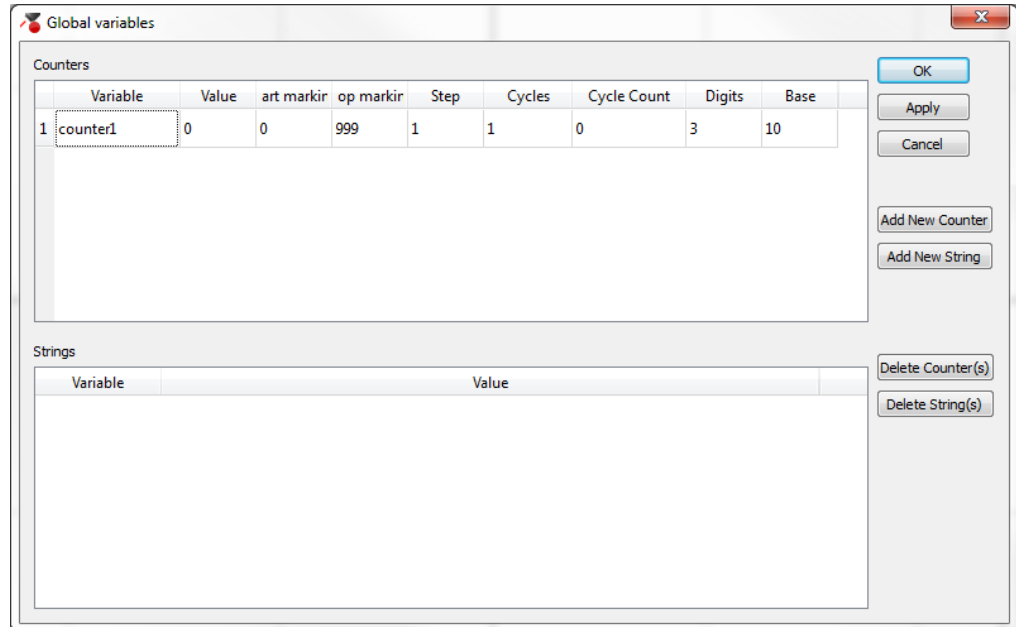 Global variables
Counters
Variable Value art markin op markin Step Cycles Cycle Count Digits Base
1 counter1 0 0 999 1 1 0 3 10
OK
Apply
Cancel
Add New Counter
Add New String
Strings
Variable Value
Delete Counter(s)
Delete String(s)